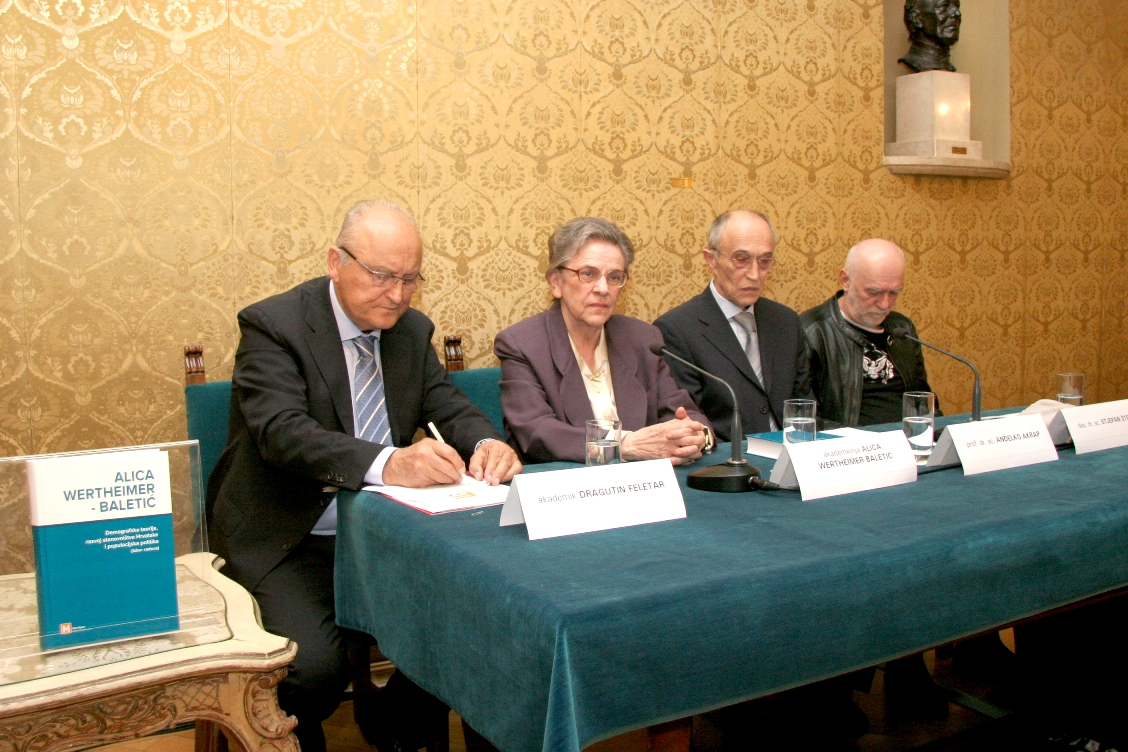 ALICA
WERTHEIMER
- BALETIĆ
Demografska teorija,
razvoj stanovništva Hrvatske
i populacijska politika
(izbor radova)
M
akademik DRAGUTIN FELETAR
akademkinja ALICA
WERTHEIMER-BALETIĆ
prof. dr. sc. ANĐELKO AKRAP
doc. dr. sc. STJEPAN